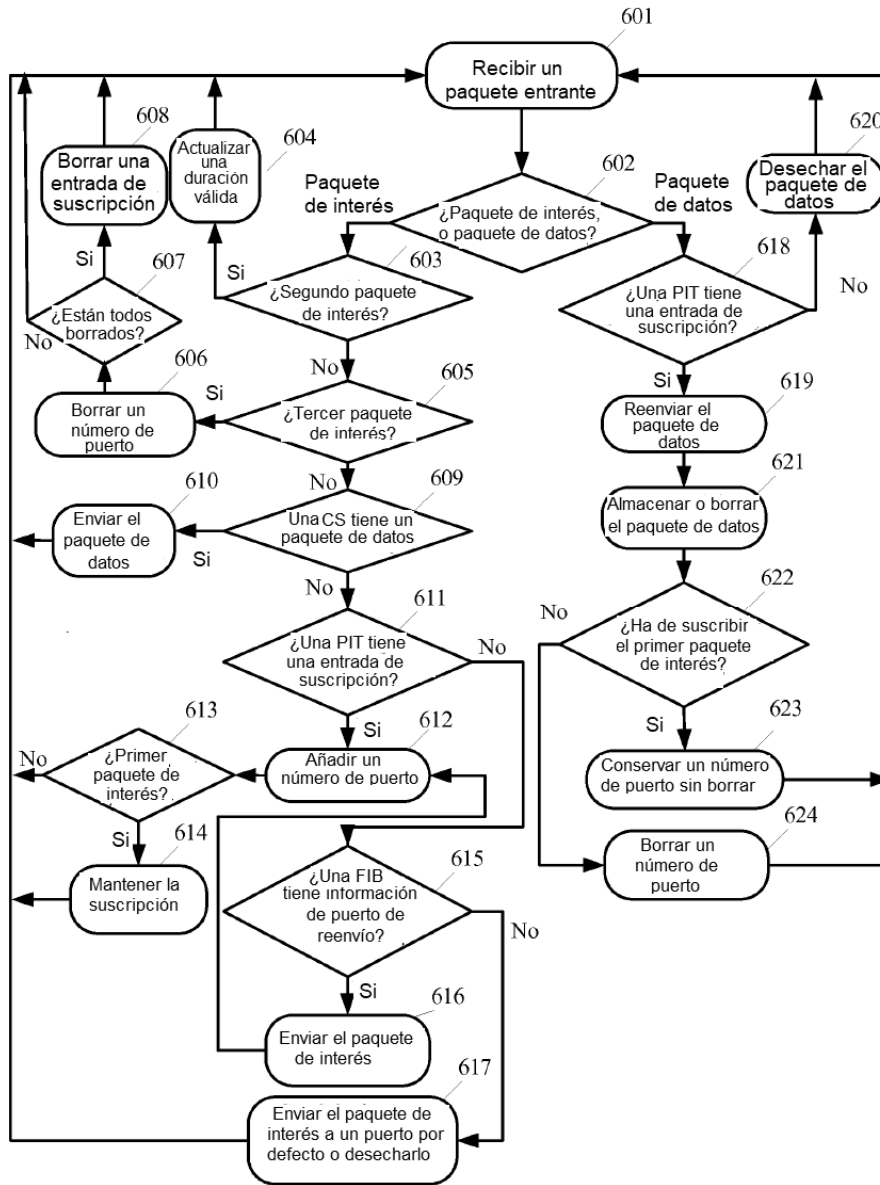 601
Recibir un
paquete entrante
608
Borrar una
entrada de
suscripción
604
Actualizar
una
duración
válida
620
Desechar el
paquete de
datos
602
Paquete
de interés
¿Paquete de interés,
o paquete de datos?
Paquete
de datos
Si
607
¿Están todos
borrados?
No
Si
603
¿Segundo paquete
de interés?
No
618
¿Una PIT tiene
una entrada de
suscripción?
No
Si
606
Borrar un
número de
puerto
Si
605
¿Tercer paquete
de interés?
No
619
Reenviar el
paquete de
datos
610
Enviar el
paquete de
datos
Si
609
Una CS tiene un
paquete de datos
No
621
Almacenar o borrar
el paquete de datos
611
¿Una PIT tiene
una entrada de
suscripción?
No
Si
622
No
¿Ha de suscribir
el primer paquete
de interés?
Si
613
No
¿Primer
paquete de
interés?
Si
612
Añadir un
número de puerto
623
Conservar un número
de puerto sin borrar
614
Mantener la
suscripción
615
¿Una FIB
tiene información
de puerto de
reenvío?
No
Si
624
Borrar un
número de
puerto
616
Enviar el paquete
de interés
617
Enviar el paquete de
interés a un puerto por
defecto o desecharlo